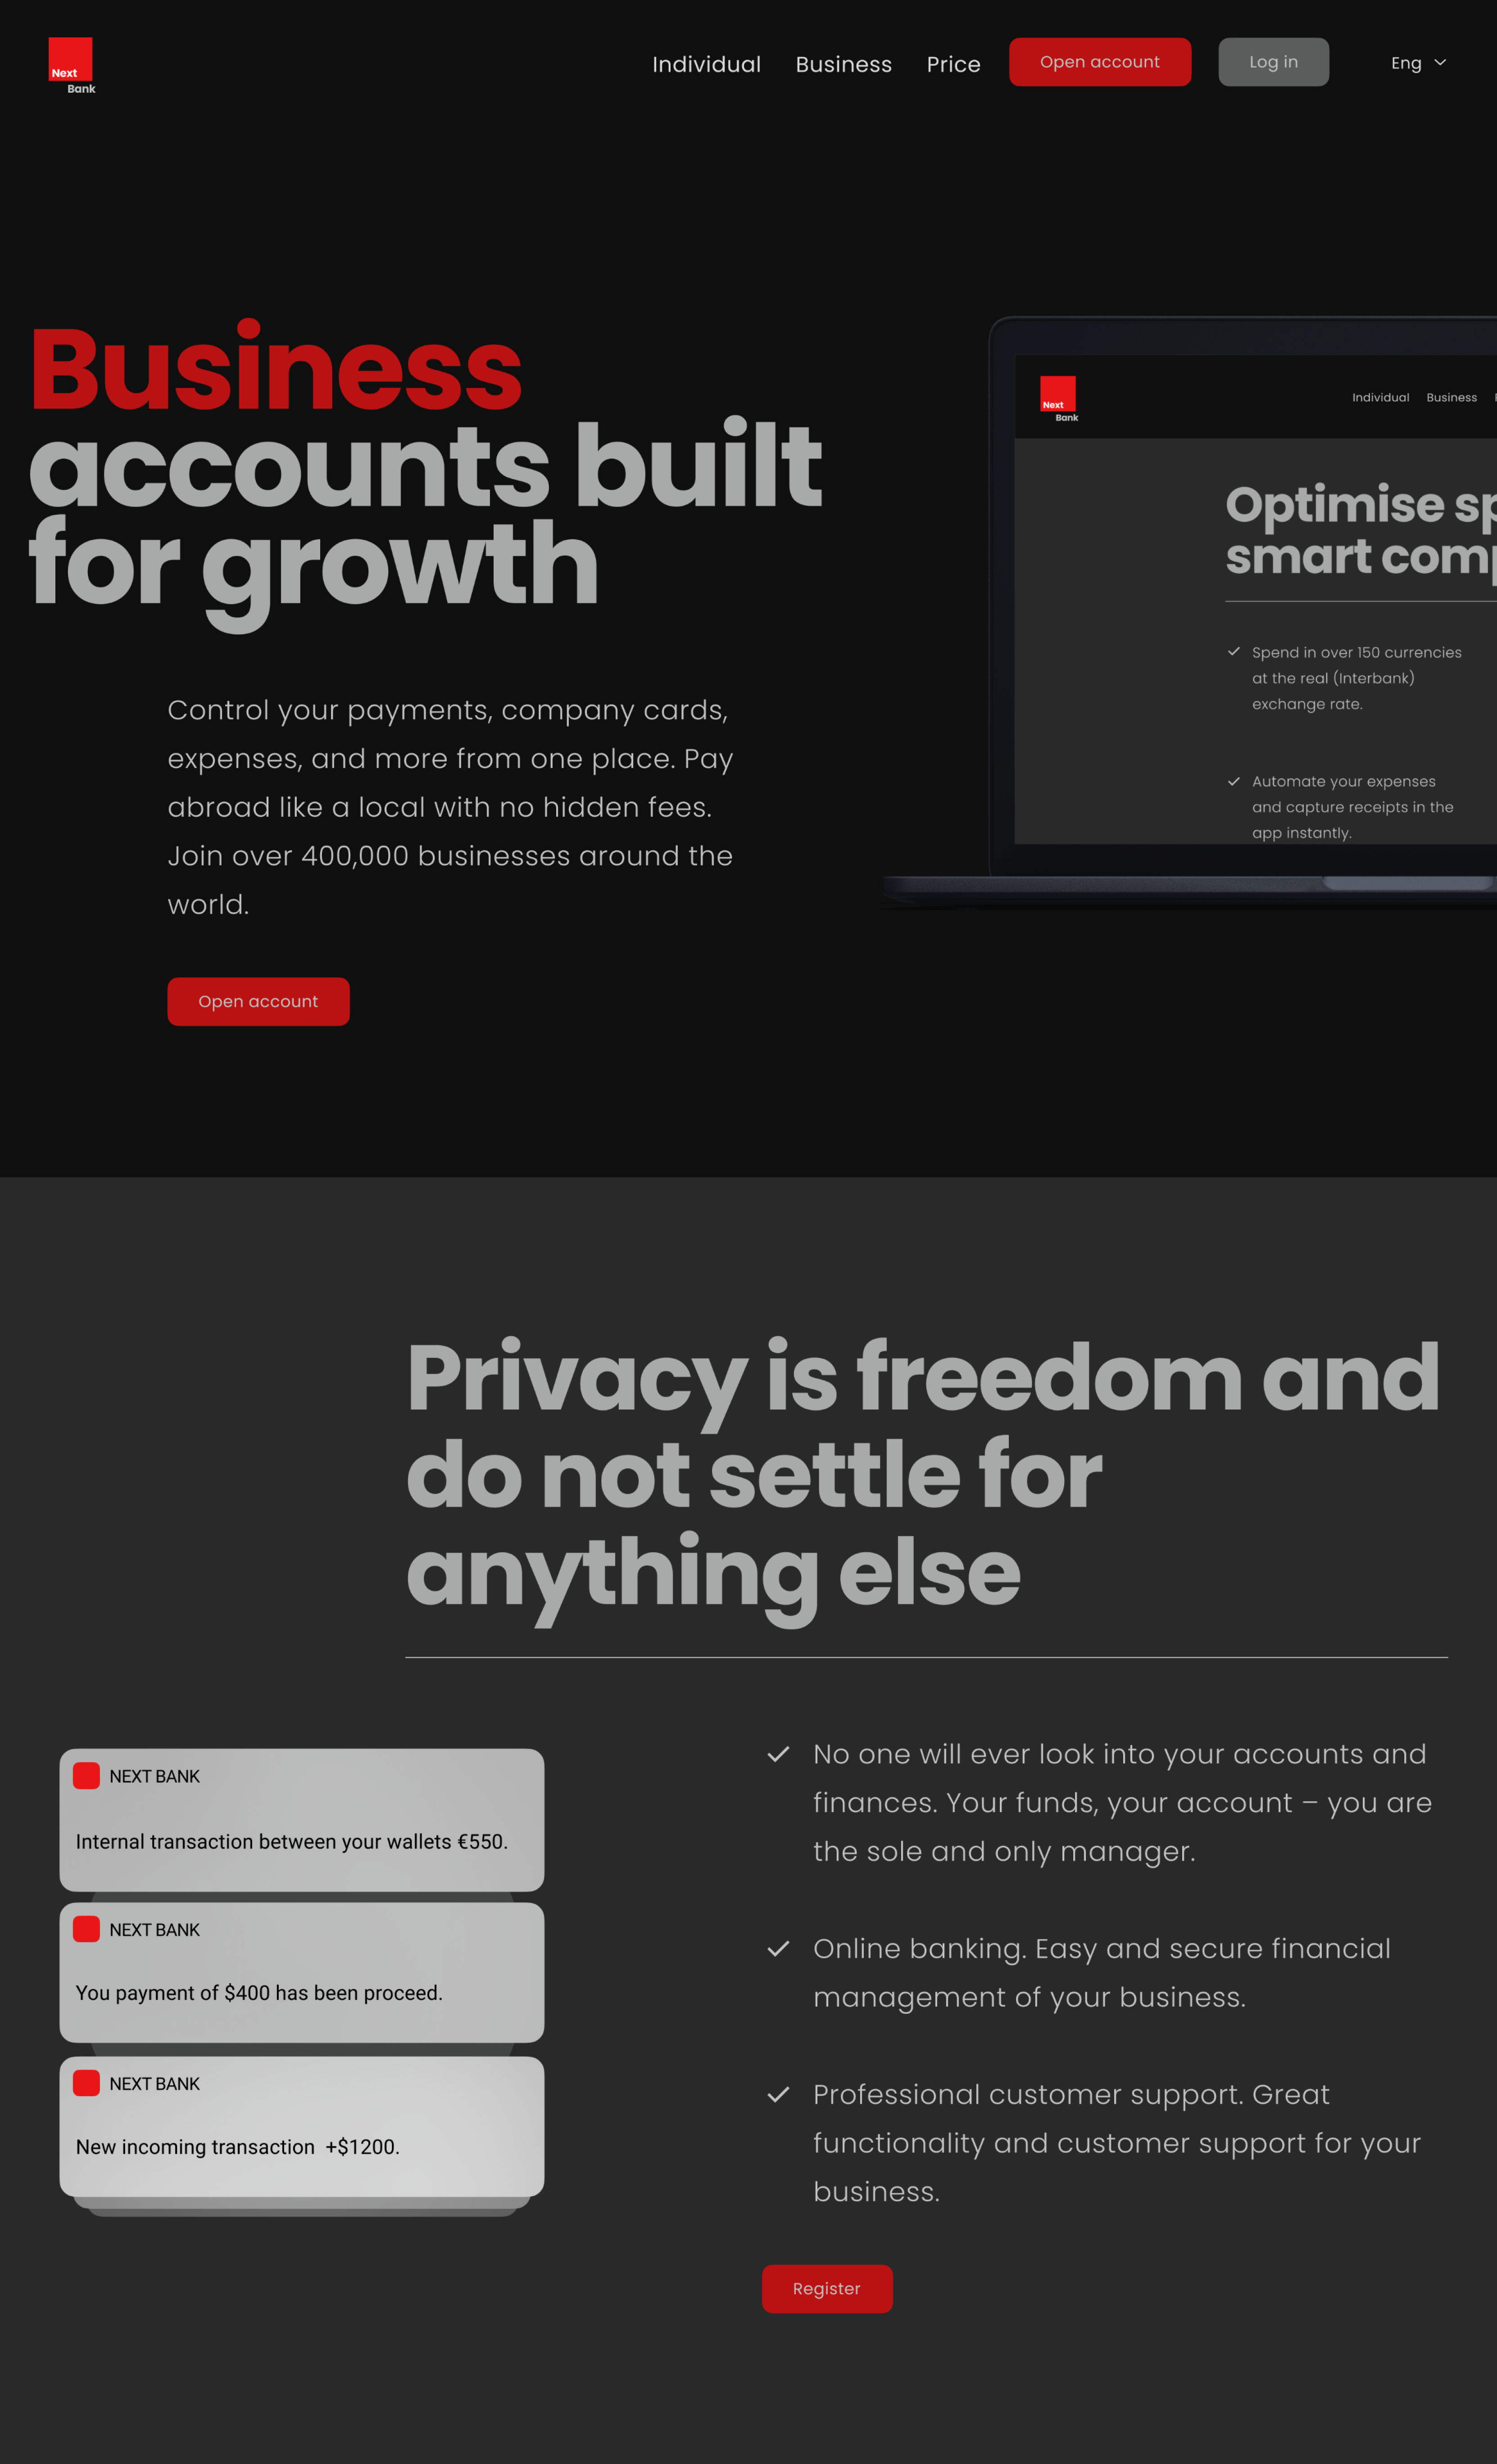 Next
Bank
Individual
Business
Price
Open account
Log in
Eng
Business
accounts built
for growth
Control your payments, company cards,
expenses, and more from one place. Pay
abroad like a local with no hidden fees.
Join over 400,000 businesses around the
world.
Open account
Next
Bank
Individual
Business
Optimise
smart
Spend in over 150 currencies
at the real (Interbank)
exchange rate.
Automate your expenses
and capture receipts in the
app instantly.
Privacy is freedom and
do not settle for
anything else
NEXT BANK
Internal transaction between your wallets €550.
NEXT BANK
You payment of $400 has been proceed.
NEXT BANK
New incoming transaction +$1200.
No one will ever look into your accounts and
finances. Your funds, your account – you are
the sole and only manager.
Online banking. Easy and secure financial
management of your business.
Professional customer support. Great
functionality and customer support for your
business.
Register